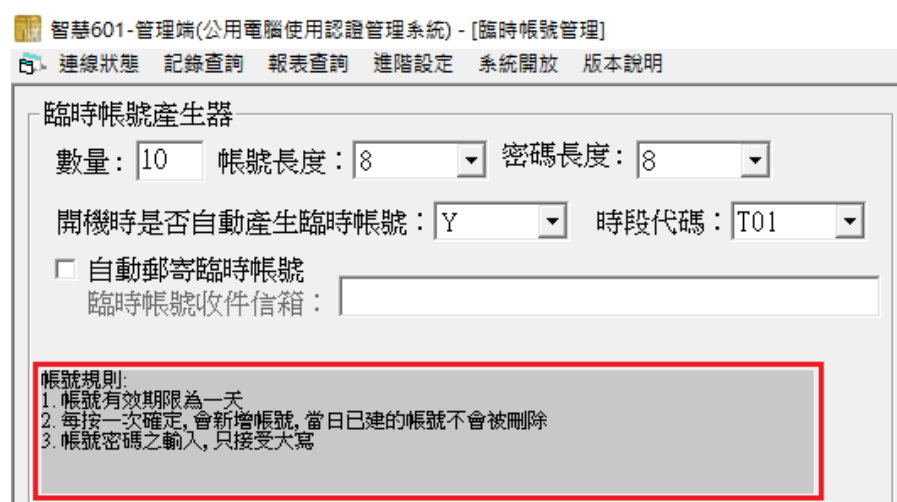 智慧601-管理端(公用電腦使用認證管理系統) - [臨時帳號管理]
連線狀態 記錄查詢 報表查詢 進階設定 系統開放 版本說明
臨時帳號產生器
數量: 10 帳號長度: 8 密碼長度: 8
開機時是否自動產生臨時帳號: Y 時段代碼: T01
自動郵寄臨時帳號
臨時帳號收件信箱:
帳號規則:
1. 帳號有效期限為一天
2. 每按一次確定, 會新增帳號, 當日已建的帳號不會被刪除
3. 帳號密碼之輸入, 只接受大寫